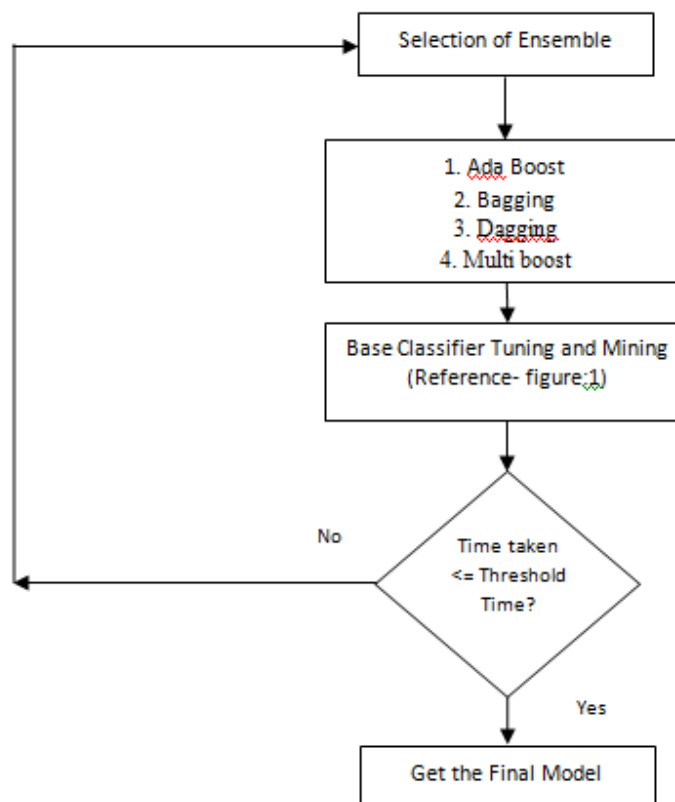 Selection of Ensemble
1. Ada Boost
2. Bagging
3. Dagging
4. Multi boost
Base Classifier Tuning and Mining
(Reference- figure:1)
No
Time taken
<= Threshold
Time?
Yes
Get the Final Model